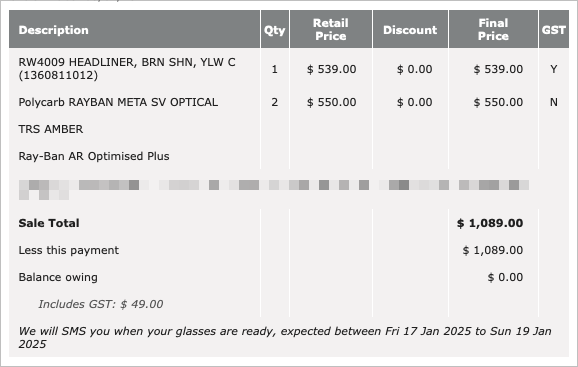 Description Qty Retail Price Discount Final Price GST
RW4009 HEADLINER, BRN SHN, YLW C
(1360811012) 1 $ 539.00 $ 0.00 $ 539.00 Y
Polycarb RAYBAN META SV OPTICAL 2 $ 550.00 $ 0.00 $ 550.00 N
TRS AMBER
Ray-Ban AR Optimised Plus
Sale Total $ 1,089.00
Less this payment $ 1,089.00
Balance owing $ 0.00
Includes GST: $ 49.00
We will SMS you when your glasses are ready, expected between Fri 17 Jan 2025 to Sun 19 Jan
2025